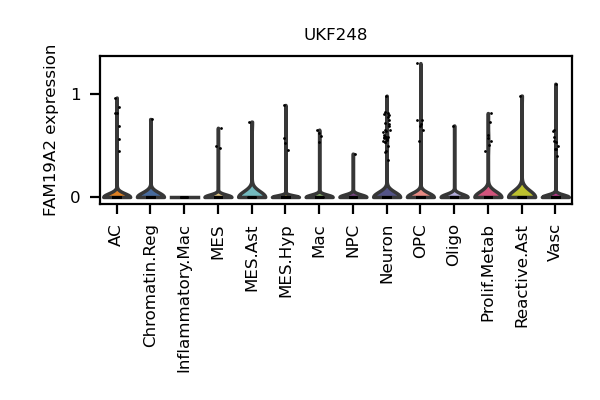 UKF248
FAM19A2 expression
1
0
AC
Chromatin.Reg
Inflammatory.Mac
MES
MES.Ast
MES.Hyp
Mac
NPC
Neuron
OPC
Oligo
Prolif.Metab
Reactive.Ast
Vasc